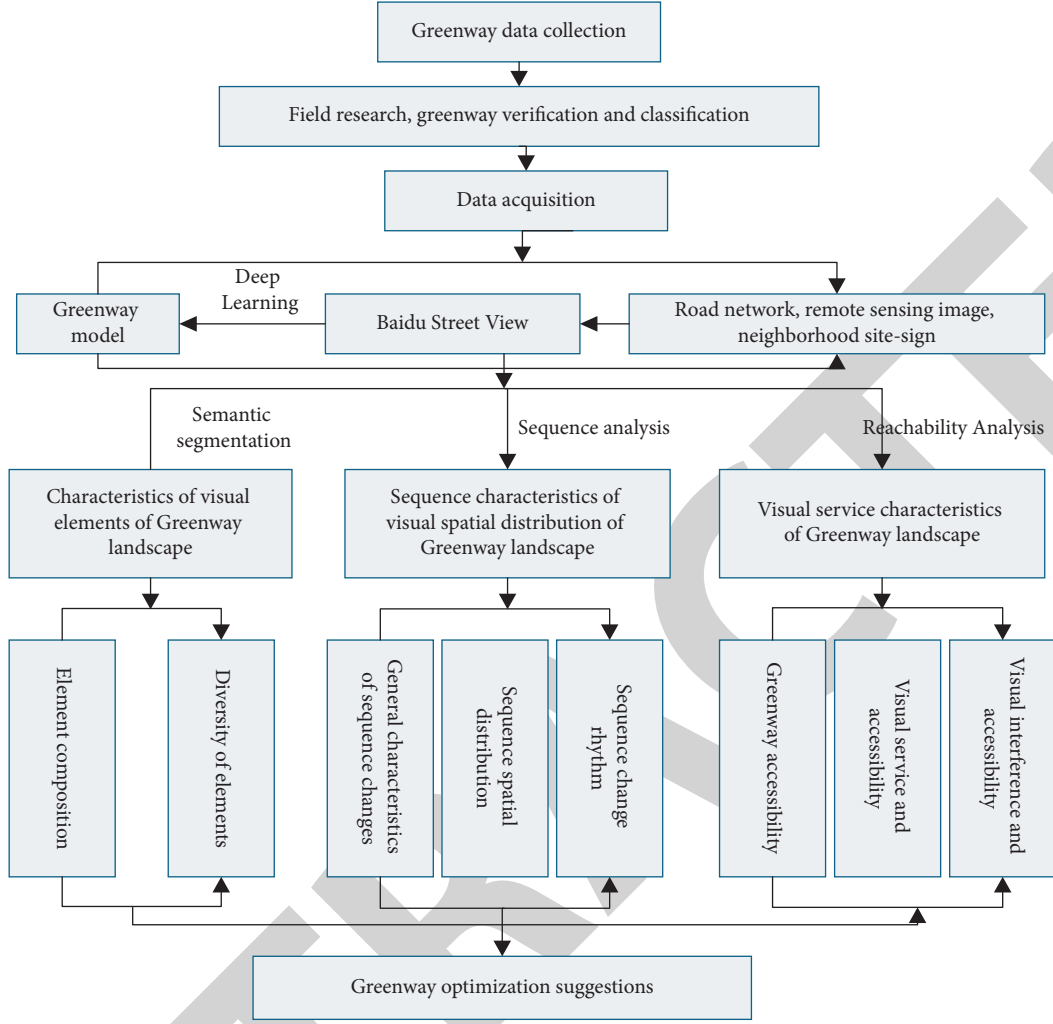 Greenway data collection
Field research, greenway verification and classification
Data acquisition
Deep
Learning
Greenway
model
Baidu Street View
Road network, remote sensing image,
neighborhood site-sign
Semantic
segmentation
Sequence analysis
Reachability Analysis
Characteristics of visual
elements of Greenway
landscape
Sequence characteristics of
visual spatial distribution of
Greenway landscape
Visual service characteristics
of Greenway landscape
Element composition
Diversity of elements
General characteristics
of sequence changes
Sequence spatial
distribution
Sequence change
rhythm
Greenway accessibility
Visual service and
accessibility
Visual interference and
accessibility
Greenway optimization suggestions